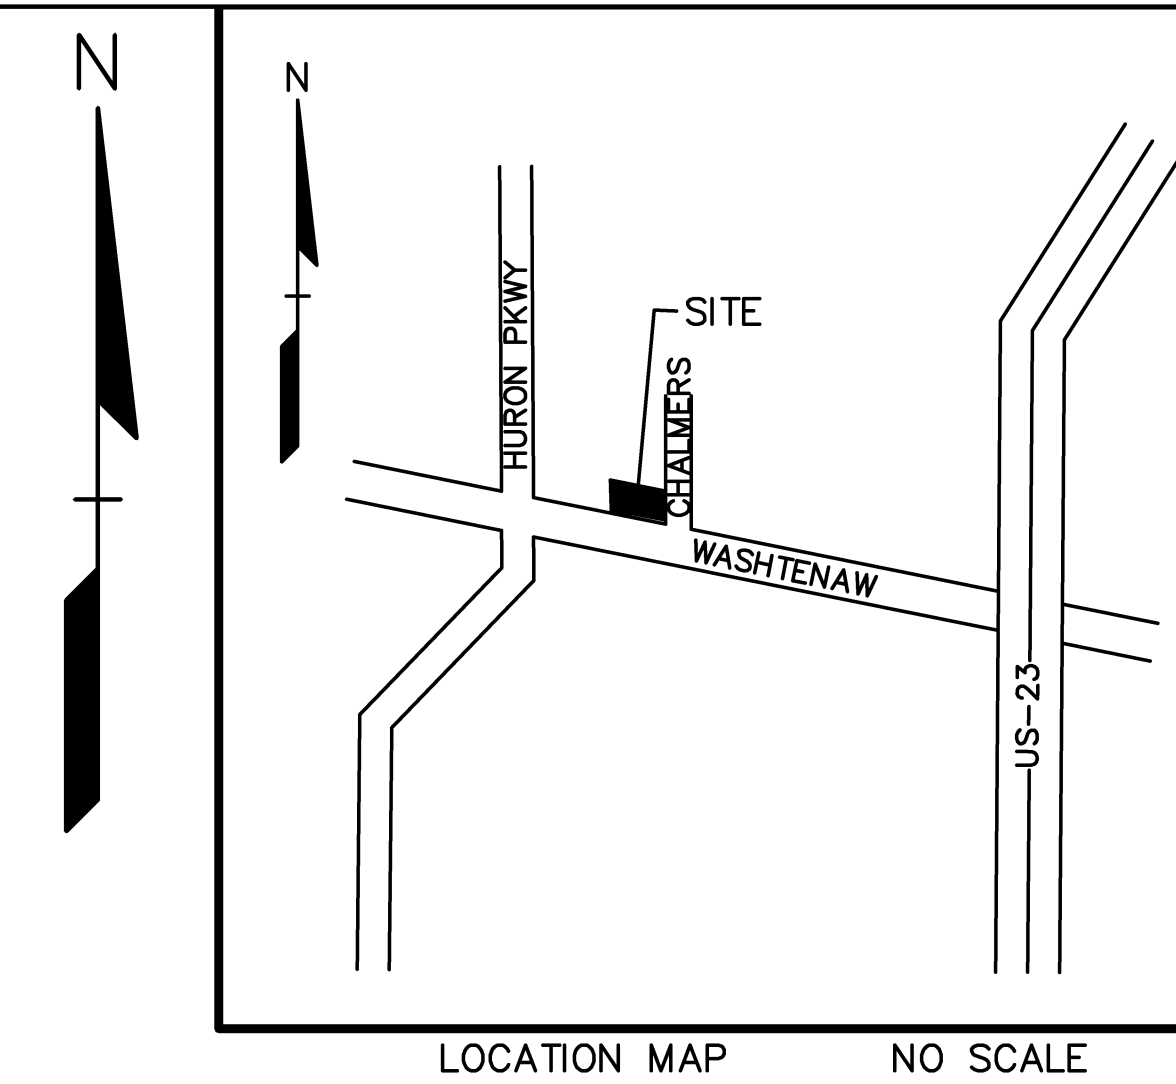 N
N
SITE
HURON PKWY
CHALMERS
WASHTENAW
US-23
LOCATION MAP NO SCALE